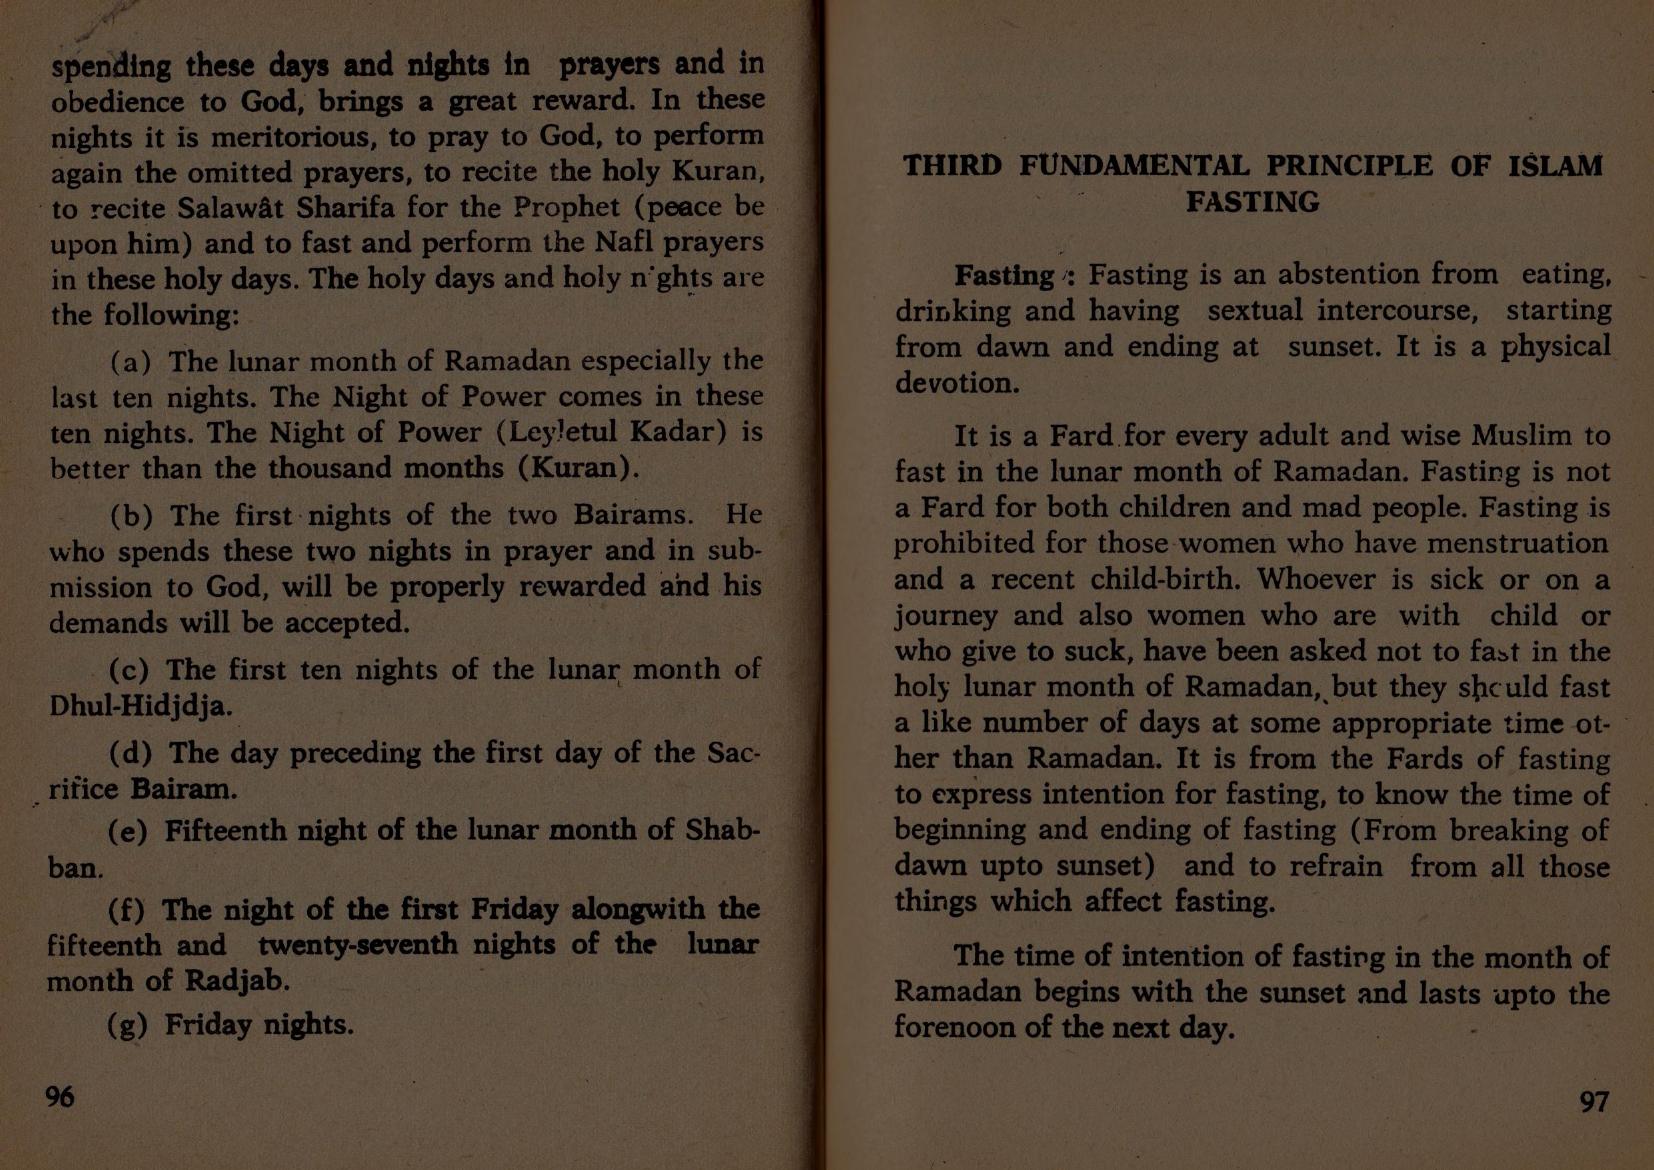 spending these days and nights in prayers and in
obedience to God, brings a great reward. In these
nights it is meritorious, to pray to God, to perform
again the omitted prayers, to recite the holy Kuran,
to recite Salawât Sharifa for the Prophet (peace be
upon him) and to fast and perform the Nafl prayers
in these holy days. The holy days and holy nights are
the following:
(a) The lunar month of Ramadan especially the
last ten nights. The Night of Power comes in these
ten nights. The Night of Power (Leyletul Kadar) is
better than the thousand months (Kuran).
(b) The first nights of the two Bairams. He
who spends these two nights in prayer and in sub-
mission to God, will be properly rewarded and his
demands will be accepted.
(c) The first ten nights of the lunar month of
Dhul-Hidjdja.
(d) The day preceding the first day of the Sac-
rifice Bairam.
(e) Fifteenth night of the lunar month of Shab-
ban.
(f) The night of the first Friday alongwith the
fifteenth and twenty-seventh nights of the lunar
month of Radjab.
(g) Friday nights.
96
THIRD FUNDAMENTAL PRINCIPLE OF ISLAM
FASTING
Fasting : Fasting is an abstention from eating,
drinking and having sextual intercourse, starting
from dawn and ending at sunset. It is a physical
devotion.
It is a Fard for every adult and wise Muslim to
fast in the lunar month of Ramadan. Fasting is not
a Fard for both children and mad people. Fasting is
prohibited for those women who have menstruation
and a recent child-birth. Whoever is sick or on a
journey and also women who are with child or
who give to suck, have been asked not to fast in the
holy lunar month of Ramadan, but they should fast
a like number of days at some appropriate time ot-
her than Ramadan. It is from the Fards of fasting
to express intention for fasting, to know the time of
beginning and ending of fasting (From breaking of
dawn upto sunset) and to refrain from all those
things which affect fasting.
The time of intention of fasting in the month of
Ramadan begins with the sunset and lasts upto the
forenoon of the next day.
97